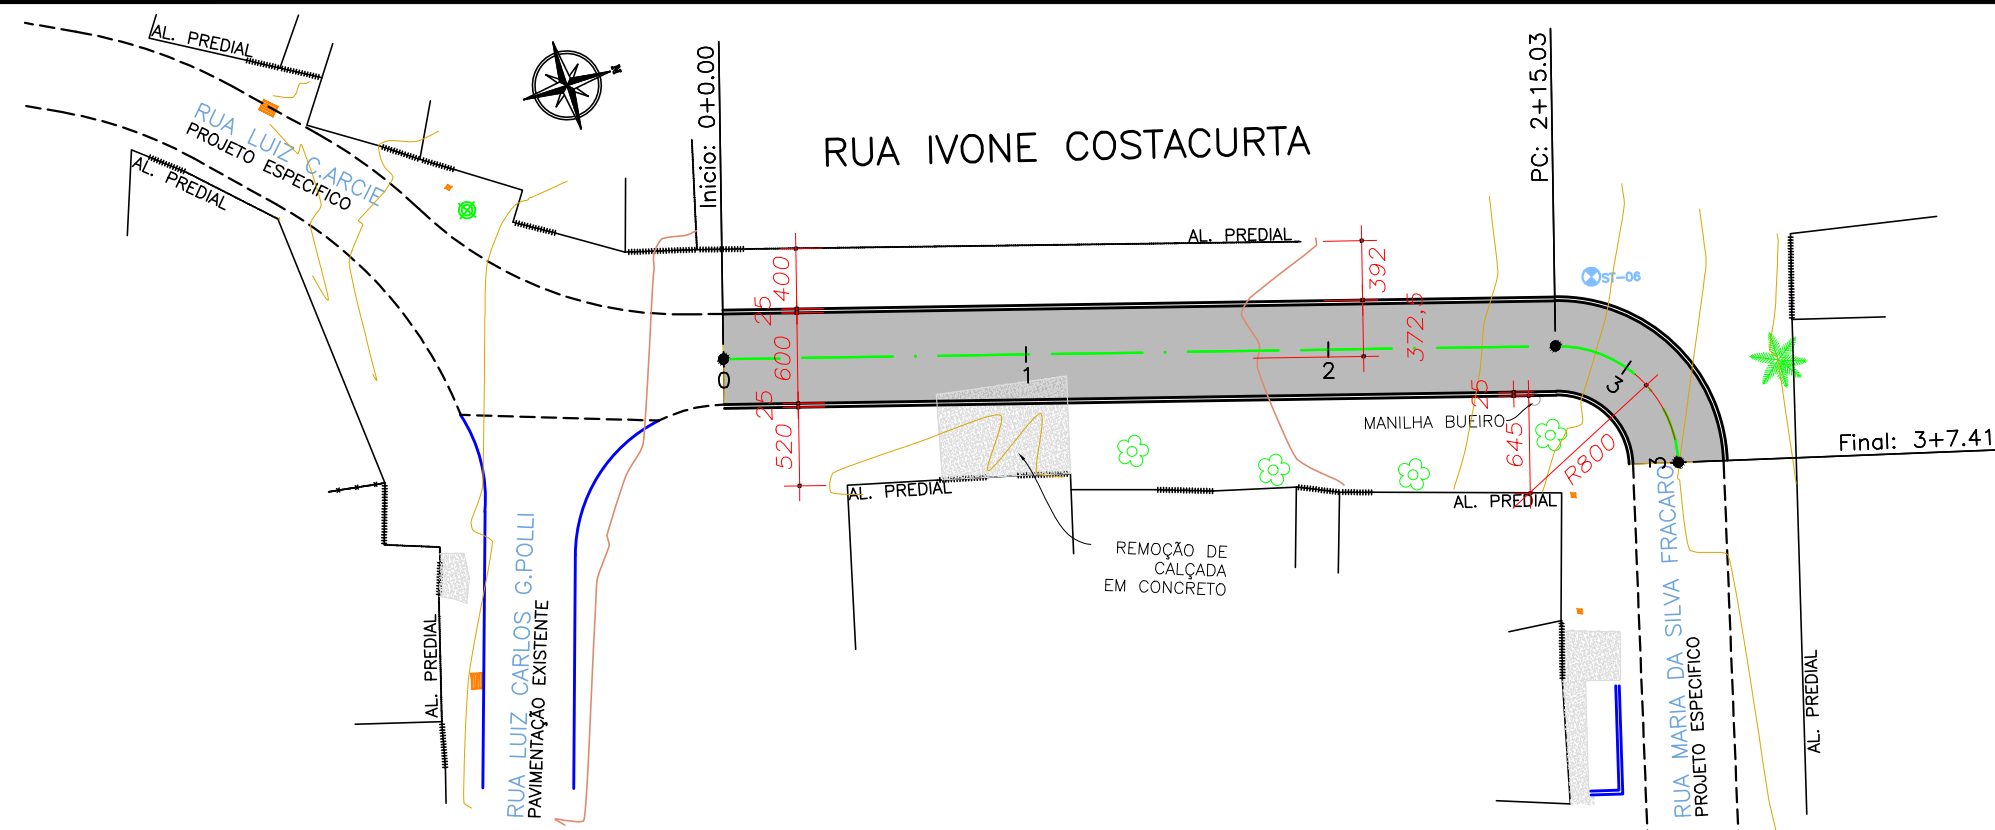 AL. PREDIAL
RUA LUIZ C.ARCIE
PROJETO ESPECIFICO
AL. PREDIAL
N
Inicio: 0+0.00
RUA IVONE COSTACURTA
PC: 2+15.03
AL. PREDIAL
ST-06
400
25
600
25
520
392
372,5
0
1
2
3
25
645
R800
MANILHA BUEIRO
Final: 3+7.41
3
AL. PREDIAL
AL. PREDIAL
REMOÇÃO DE
CALÇADA
EM CONCRETO
RUA LUIZ CARLOS G.POLLI
PAVIMENTAÇÃO EXISTENTE
AL. PREDIAL
RUA MARIA DA SILVA FRACARO
PROJETO ESPECIFICO
AL. PREDIAL